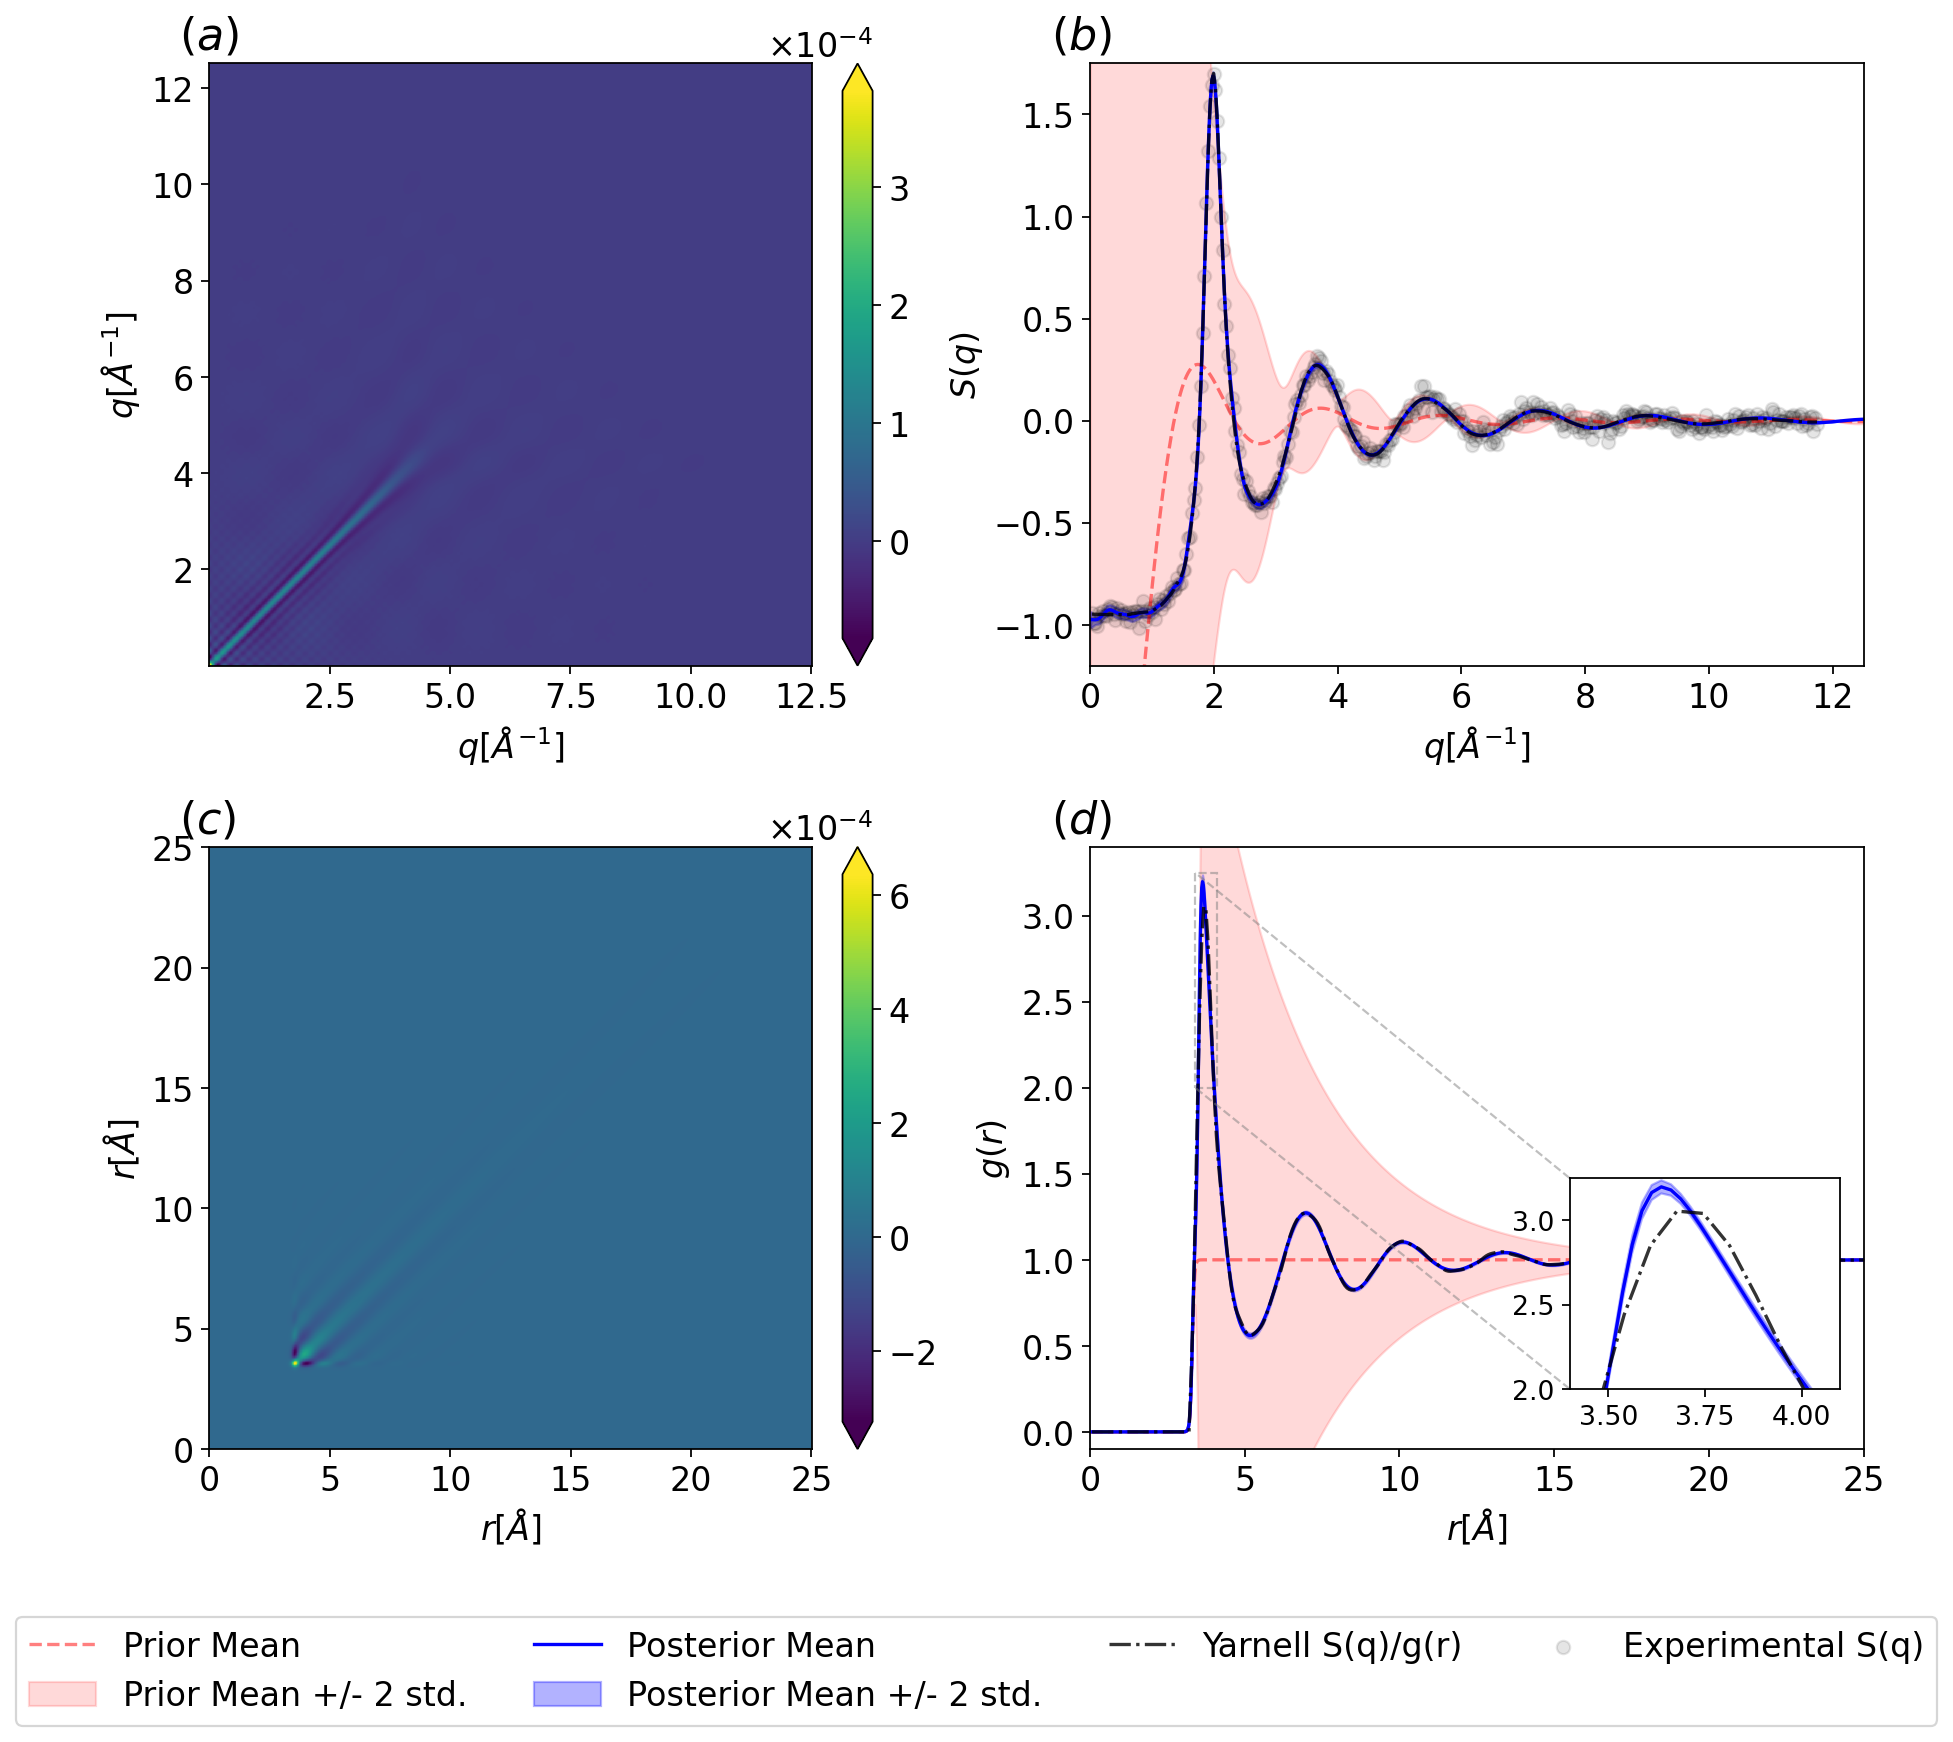 (a)
×10⁻⁴
12
10
8
6
4
2
q[Å⁻¹]
2.5 5.0 7.5 10.0 12.5
q[Å⁻¹]
3
2
1
0
(b)
1.5
1.0
0.5
0.0
−0.5
−1.0
S(q)
0 2 4 6 8 10 12
q[Å⁻¹]
(c)
×10⁻⁴
25
20
15
10
5
0
r[Å]
0 5 10 15 20 25
r[Å]
6
4
2
0
−2
(d)
3.0
2.5
2.0
1.5
1.0
0.5
0.0
g(r)
3.0
2.5
2.0
3.50 3.75 4.00
0 5 10 15 20 25
r[Å]
Prior Mean
Prior Mean +/- 2 std.
Posterior Mean
Posterior Mean +/- 2 std.
Yarnell S(q)/g(r)
Experimental S(q)